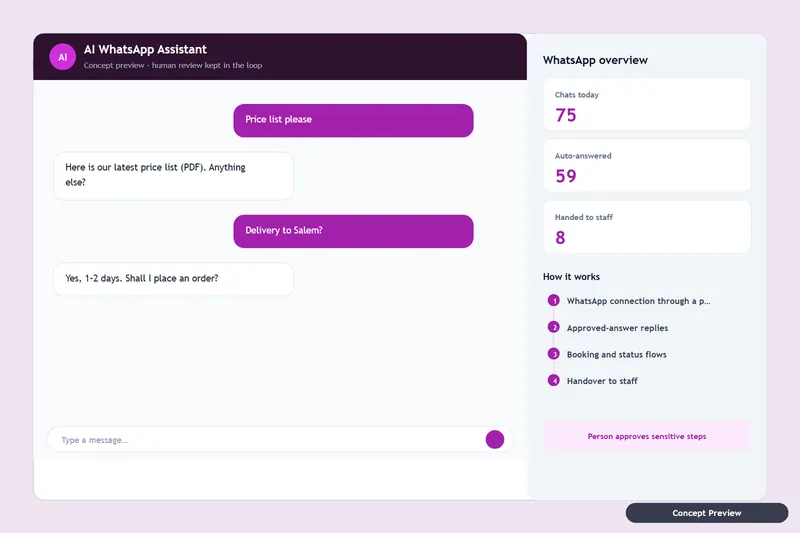 AI
AI WhatsApp Assistant
Concept preview - human review kept in the loop
Price list please
Here is our latest price list (PDF). Anything
else?
Delivery to Salem?
Yes, 1-2 days. Shall I place an order?
Type a message...
WhatsApp overview
Chats today
75
Auto-answered
59
Handed to staff
8
How it works
1 WhatsApp connection through a p...
2 Approved-answer replies
3 Booking and status flows
4 Handover to staff
Person approves sensitive steps
Concept Preview